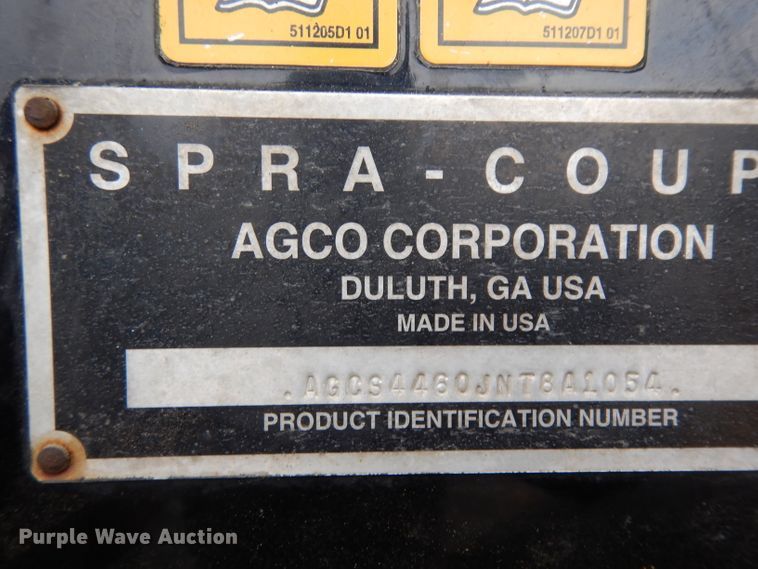 511205D1 01
511207D1 01
SPRA-COUP
AGCO CORPORATION
DULUTH, GA USA
MADE IN USA
.AGCS4460JNT8A1054.
PRODUCT IDENTIFICATION NUMBER
Purple Wave Auction